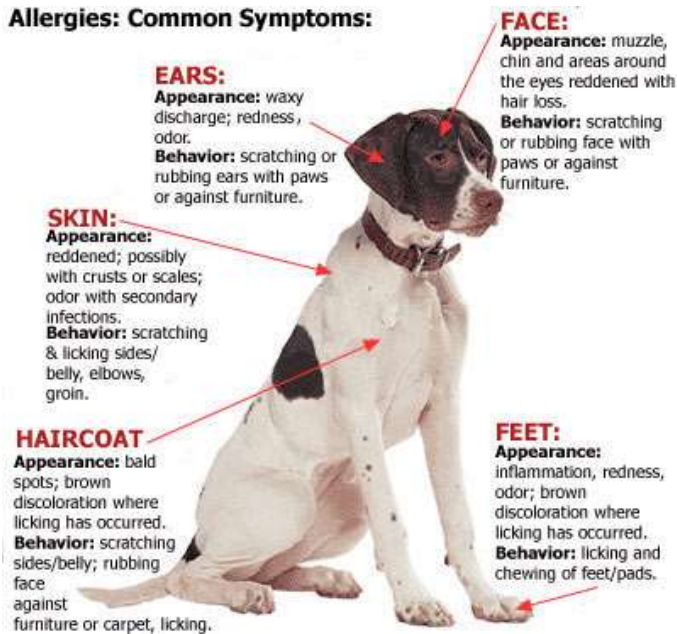 Allergies: Common Symptoms:
FACE:
Appearance: muzzle,
chin and areas around
the eyes reddened with
hair loss.
Behavior: scratching
or rubbing face with
paws or against
furniture.
EARS:
Appearance: waxy
discharge; redness,
odor.
Behavior: scratching or
rubbing ears with paws
or against furniture.
SKIN:
Appearance:
reddened; possibly
with crusts or scales;
odor with secondary
infections.
Behavior: scratching
& licking sides/
belly, elbows,
groin.
HAIRCOAT
Appearance: bald
spots; brown
discoloration where
licking has occurred.
Behavior: scratching
sides/belly; rubbing
face
against
furniture or carpet, licking.
FEET:
Appearance:
inflammation, redness,
odor; brown
discoloration where
licking has occurred.
Behavior: licking and
chewing of feet/pads.